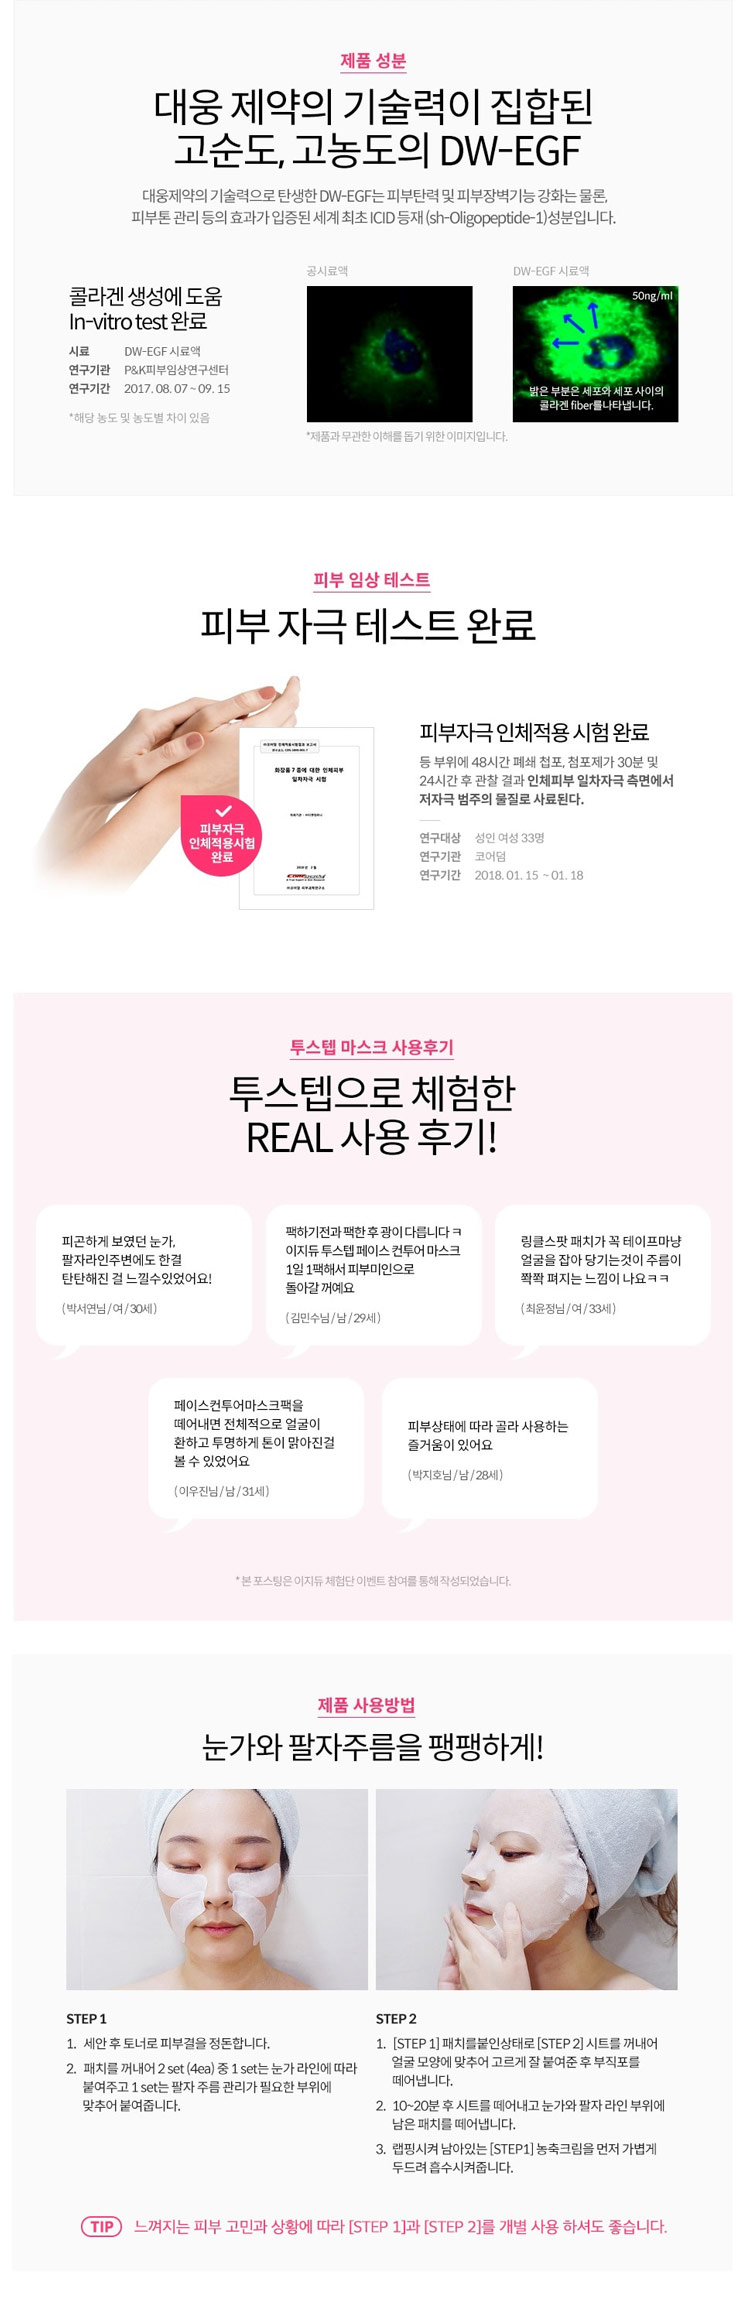 제품 성분
대웅 제약의 기술력이 집합된
고순도, 고농도의 DW-EGF
대웅제약의 기술력으로 탄생한 DW-EGF는 피부탄력 및 피부장벽기능 강화는 물론,
피부톤 관리 등의 효과가 입증된 세계 최초 ICID 등재 (sh-Oligopeptide-1)성분입니다.
콜라겐 생성에 도움
In-vitro test 완료
시료 DW-EGF 시료액
연구기관 P&K피부임상연구센터
연구기간 2017. 08. 07 ~ 09. 15
*해당 농도 및 농도별 차이 있음
공시료액
DW-EGF 시료액
50ng/ml
밝은 부분은 세포와 세포 사이의
콜라겐 fiber를나타냅니다.
*제품과 무관한 이해를 돕기 위한 이미지입니다.
피부 임상 테스트
피부 자극 테스트 완료
화장품 7종에 대한 인체피부
일차자극 시험
피부자극
인체적용시험
완료
피부자극 인체적용 시험 완료
등 부위에 48시간 폐쇄 첩포, 첩포제가 30분 및
24시간 후 관찰 결과 인체피부 일차자극 측면에서
저자극 범주의 물질로 사료된다.
연구대상 성인 여성 33명
연구기관 코어덤
연구기간 2018. 01. 15 ~ 01. 18
투스텝 마스크 사용후기
투스텝으로 체험한
REAL 사용 후기!
피곤하게 보였던 눈가,
팔자라인주변에도 한결
탄탄해진 걸 느낄수있었어요!
( 박서연님 / 여 / 30세 )
팩하기전과 팩한 후 광이 다릅니다 ㅋ
이지듀 투스텝 페이스 컨투어 마스크
1일 1팩해서 피부미인으로
돌아갈 꺼예요
( 김민수님 / 남 / 29세 )
링클스팟 패치가 꼭 테이프마냥
얼굴을 잡아 당기는것이 주름이
쫙쫙 펴지는 느낌이 나요ㅋㅋ
( 최윤정님 / 여 / 33세 )
페이스컨투어마스크팩을
떼어내면 전체적으로 얼굴이
환하고 투명하게 톤이 맑아진걸
볼 수 있었어요
( 이우진님 / 남 / 31세 )
피부상태에 따라 골라 사용하는
즐거움이 있어요
( 박지호님 / 남 / 28세 )
* 본 포스팅은 이지듀 체험단 이벤트 참여를 통해 작성되었습니다.
제품 사용방법
눈가와 팔자주름을 팽팽하게!
STEP 1
1. 세안 후 토너로 피부결을 정돈합니다.
2. 패치를 꺼내어 2 set (4ea) 중 1 set는 눈가 라인에 따라
붙여주고 1 set는 팔자 주름 관리가 필요한 부위에
맞추어 붙여줍니다.
STEP 2
1. [STEP 1] 패치를붙인상태로 [STEP 2] 시트를 꺼내어
얼굴 모양에 맞추어 고르게 잘 붙여준 후 부직포를
떼어냅니다.
2. 10~20분 후 시트를 떼어내고 눈가와 팔자 라인 부위에
남은 패치를 떼어냅니다.
3. 랩핑시켜 남아있는 [STEP1] 농축크림을 먼저 가볍게
두드려 흡수시켜줍니다.
TIP 느껴지는 피부 고민과 상황에 따라 [STEP 1]과 [STEP 2]를 개별 사용 하셔도 좋습니다.